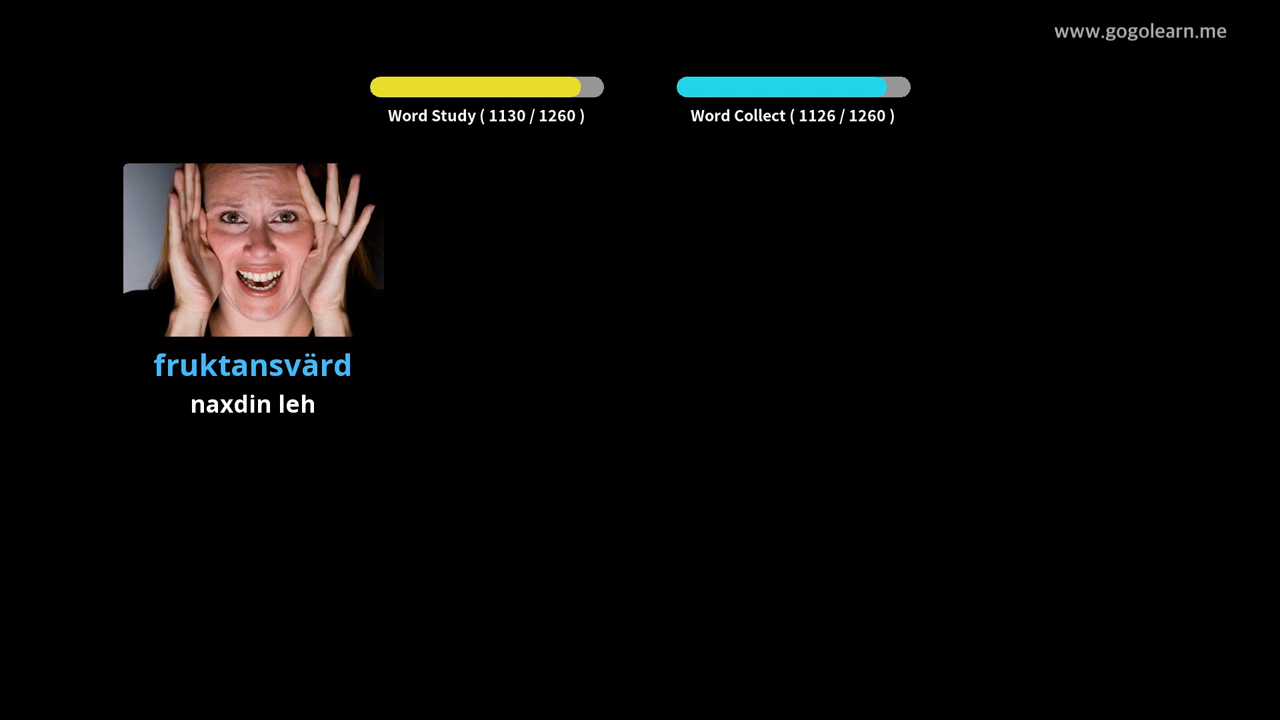 www.gogolearn.me
Word Study ( 1130 / 1260 )
Word Collect ( 1126 / 1260 )
fruktansvärd
naxdin leh